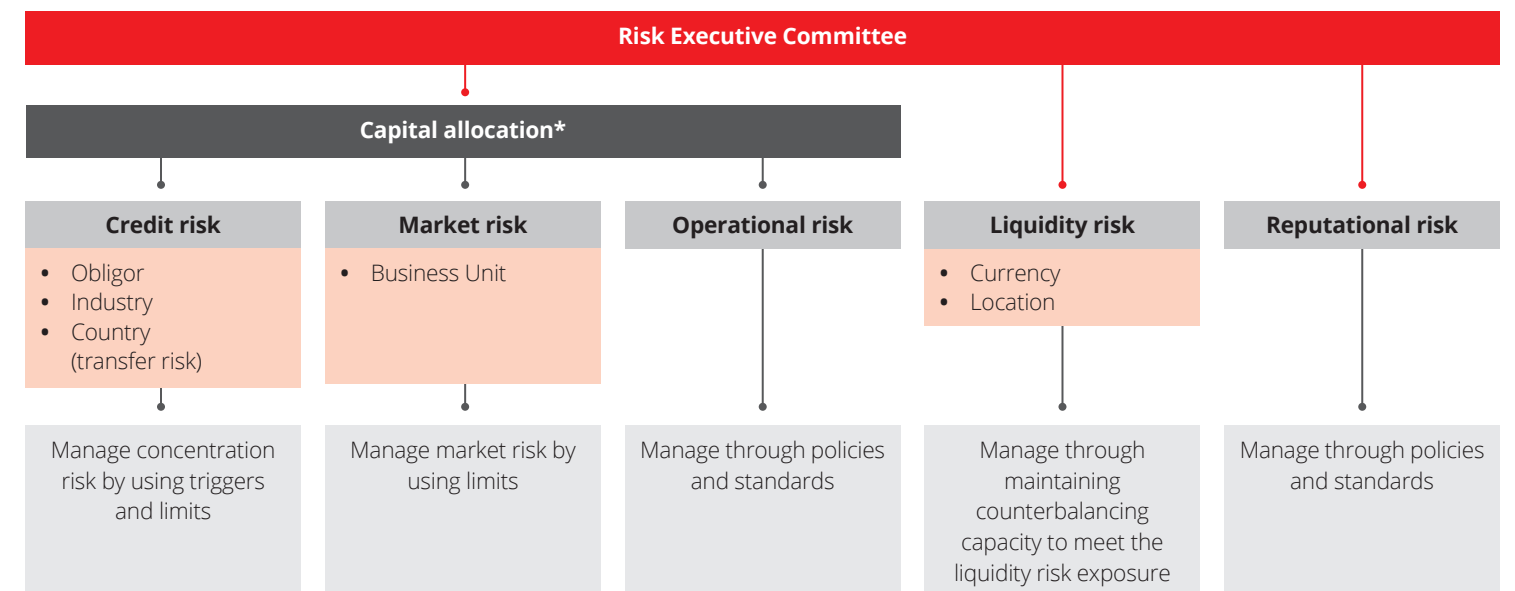 Risk Executive Committee
Capital allocation*
Credit risk
• Obligor
• Industry
• Country
(transfer risk)
Manage concentration
risk by using triggers
and limits
Market risk
• Business Unit
Manage market risk by
using limits
Operational risk
Manage through policies
and standards
Liquidity risk
• Currency
• Location
Manage through
maintaining
counterbalancing
capacity to meet the
liquidity risk exposure
Reputational risk
Manage through policies
and standards